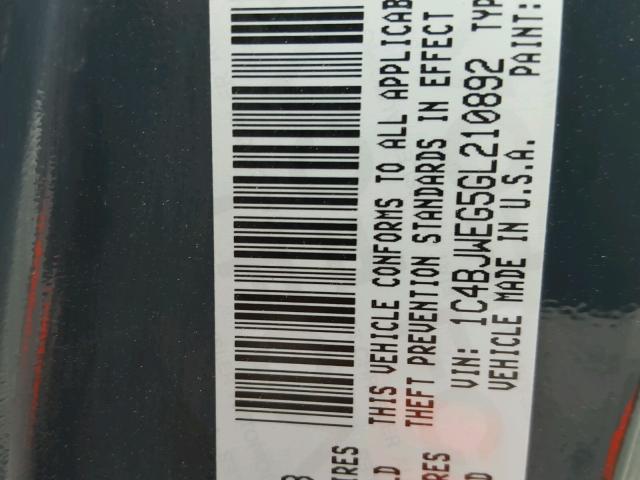 THIS VEHICLE CONFORMS TO ALL APPLICAB
THEFT PREVENTION STANDARDS IN EFFECT
VIN: 1C4BJWEG5GL210892 TYP
VEHICLE MADE IN U.S.A. PAINT: